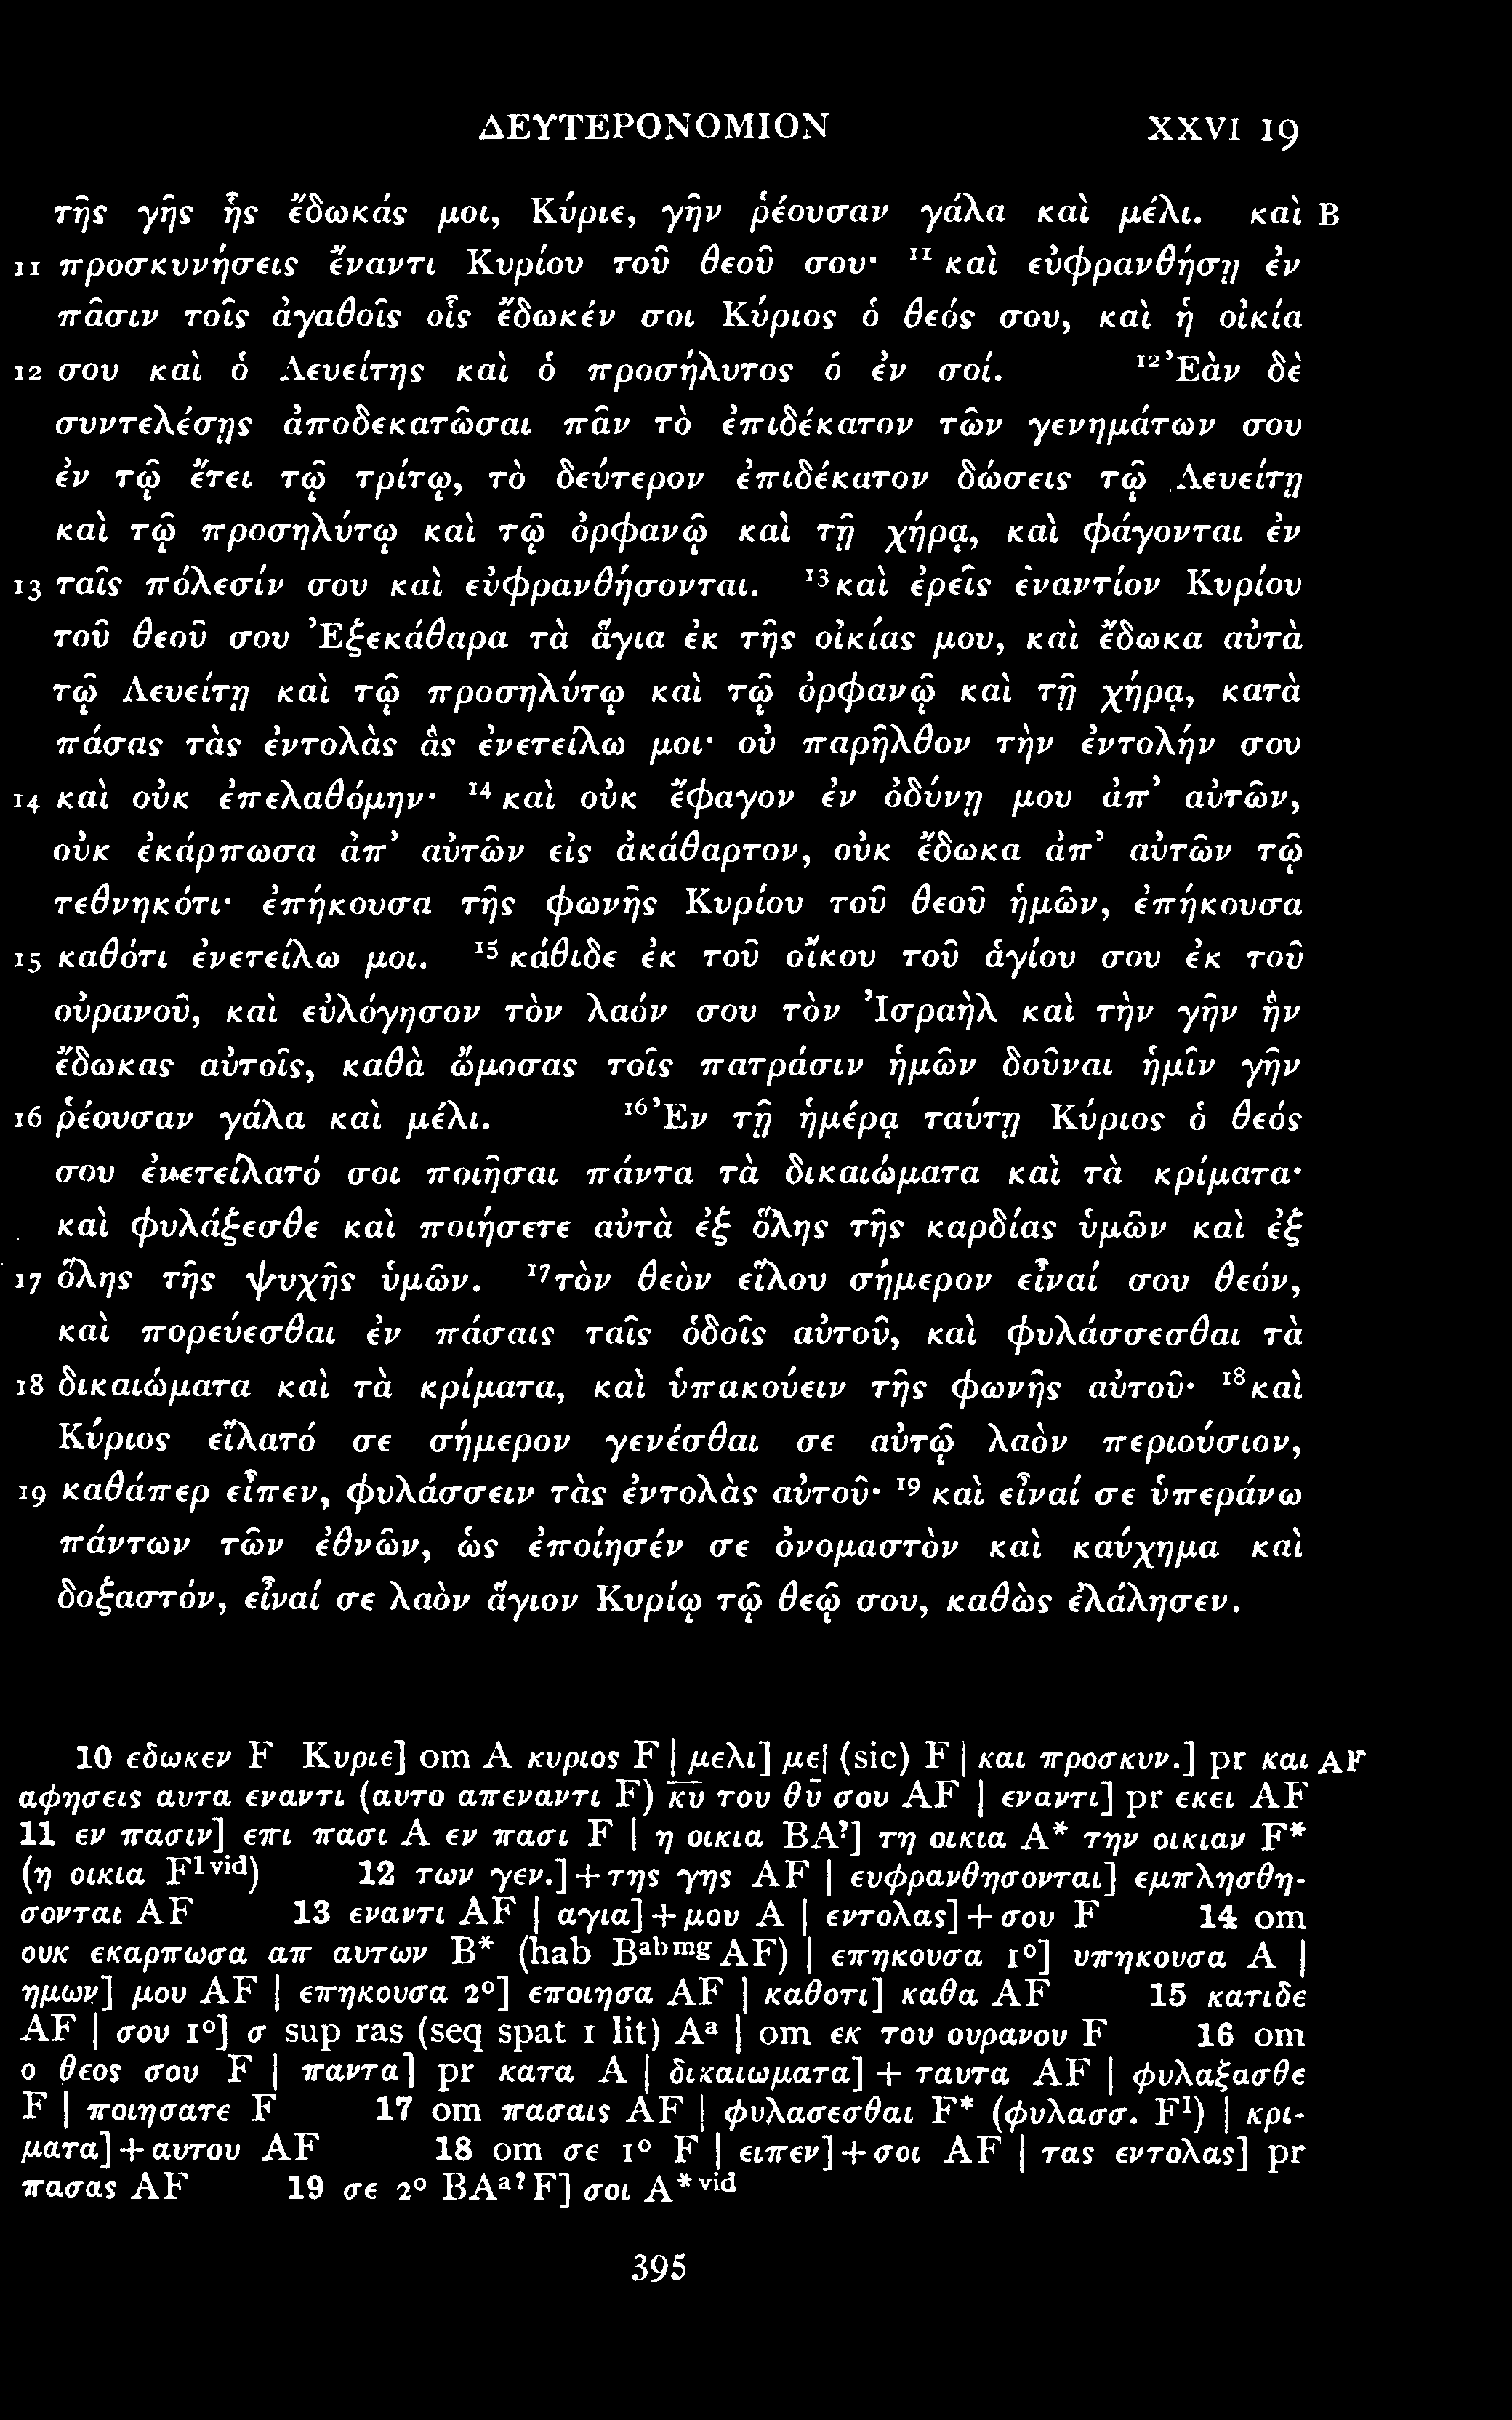 ΔΕΥΤΕΡΟΝΟΜΙΟΝ XXVI 19
τῆς γῆς ἧς ἔδωκάς μοι, Κύριε, γῆν ῥέουσαν γάλα καὶ μέλι. καὶ B
11 προσκυνήσεις ἔναντι Κυρίου τοῦ θεοῦ σου· ¹¹ καὶ εὐφρανθήσῃ ἐν
πᾶσιν τοῖς ἀγαθοῖς οἷς ἔδωκέν σοι Κύριος ὁ θεός σου, καὶ ἡ οἰκία
12 σου καὶ ὁ Λευείτης καὶ ὁ προσήλυτος ὁ ἐν σοί. ¹²Ἐὰν δὲ
συντελέσῃς ἀποδεκατῶσαι πᾶν τὸ ἐπιδέκατον τῶν γενημάτων σου
ἐν τῷ ἔτει τῷ τρίτῳ, τὸ δεύτερον ἐπιδέκατον δώσεις τῷ Λευείτῃ
καὶ τῷ προσηλύτῳ καὶ τῷ ὀρφανῷ καὶ τῇ χήρᾳ, καὶ φάγονται ἐν
13 ταῖς πόλεσίν σου καὶ εὐφρανθήσονται. ¹³καὶ ἐρεῖς ἐναντίον Κυρίου
τοῦ θεοῦ σου Ἐξεκάθαρα τὰ ἅγια ἐκ τῆς οἰκίας μου, καὶ ἔδωκα αὐτὰ
τῷ Λευείτῃ καὶ τῷ προσηλύτῳ καὶ τῷ ὀρφανῷ καὶ τῇ χήρᾳ, κατὰ
πάσας τὰς ἐντολὰς ἃς ἐνετείλω μοι· οὐ παρῆλθον τὴν ἐντολήν σου
14 καὶ οὐκ ἐπελαθόμην· ¹⁴ καὶ οὐκ ἔφαγον ἐν ὀδύνῃ μου ἀπ’ αὐτῶν,
οὐκ ἐκάρπωσα ἀπ’ αὐτῶν εἰς ἀκάθαρτον, οὐκ ἔδωκα ἀπ’ αὐτῶν τῷ
τεθνηκότι· ἐπήκουσα τῆς φωνῆς Κυρίου τοῦ θεοῦ ἡμῶν, ἐπήκουσα
15 καθότι ἐνετείλω μοι. ¹⁵ κάθιδε ἐκ τοῦ οἴκου τοῦ ἁγίου σου ἐκ τοῦ
οὐρανοῦ, καὶ εὐλόγησον τὸν λαόν σου τὸν Ἰσραὴλ καὶ τὴν γῆν ἣν
ἔδωκας αὐτοῖς, καθὰ ὤμοσας τοῖς πατράσιν ἡμῶν δοῦναι ἡμῖν γῆν
16 ῥέουσαν γάλα καὶ μέλι. ¹⁶Ἐν τῇ ἡμέρᾳ ταύτῃ Κύριος ὁ θεός
σου ἐνετείλατό σοι ποιῆσαι πάντα τὰ δικαιώματα καὶ τὰ κρίματα·
καὶ φυλάξεσθε καὶ ποιήσετε αὐτὰ ἐξ ὅλης τῆς καρδίας ὑμῶν καὶ ἐξ
17 ὅλης τῆς ψυχῆς ὑμῶν. ¹⁷τὸν θεὸν εἵλου σήμερον εἶναί σου θεόν,
καὶ πορεύεσθαι ἐν πάσαις ταῖς ὁδοῖς αὐτοῦ, καὶ φυλάσσεσθαι τὰ
18 δικαιώματα καὶ τὰ κρίματα, καὶ ὑπακούειν τῆς φωνῆς αὐτοῦ· ¹⁸καὶ
Κύριος εἵλατό σε σήμερον γενέσθαι σε αὐτῷ λαὸν περιούσιον,
19 καθάπερ εἶπεν, φυλάσσειν τὰς ἐντολὰς αὐτοῦ· ¹⁹ καὶ εἶναί σε ὑπεράνω
πάντων τῶν ἐθνῶν, ὡς ἐποίησέν σε ὀνομαστὸν καὶ καύχημα καὶ
δοξαστόν, εἶναί σε λαὸν ἅγιον Κυρίῳ τῷ θεῷ σου, καθὼς ἐλάλησεν.
10 εδωκεν F Κυριε] om A κυριος F | μελι] με| (sic) F | και προσκυν.] pr και AF
αφησεις αυτα εναντι (αυτο απεναντι F) κ̅υ̅ του θ̅υ̅ σου AF | εναντι] pr εκει AF
11 εν πασιν] επι πασι A εν πασι F | η οικια BA?] τη οικια A* την οικιαν F*
(η οικια F¹ᵛⁱᵈ) 12 των γεν.]+της γης AF | ευφρανθησονται] εμπλησθη-
σονται AF 13 εναντι AF | αγια]+μου A | εντολας]+σου F 14 om
ουκ εκαρπωσα απ αυτων B* (hab Bᵃᵇᵐᵍ AF) | επηκουσα 1°] υπηκουσα A |
ημων] μου AF | επηκουσα 2°] εποιησα AF | καθοτι] καθα AF 15 κατιδε
AF | σου 1°] σ sup ras (seq spat 1 lit) Aᵃ | om εκ του ουρανου F 16 om
ο θεος σου F | παντα] pr κατα A | δικαιωματα] + ταυτα AF | φυλαξασθε
F | ποιησατε F 17 om πασαις AF | φυλασεσθαι F* (φυλασσ. F¹) | κρι-
ματα]+αυτου AF 18 om σε 1° F | ειπεν]+σοι AF | τας εντολας] pr
πασας AF 19 σε 2° BAᵃ?F] σοι A*ᵛⁱᵈ
395